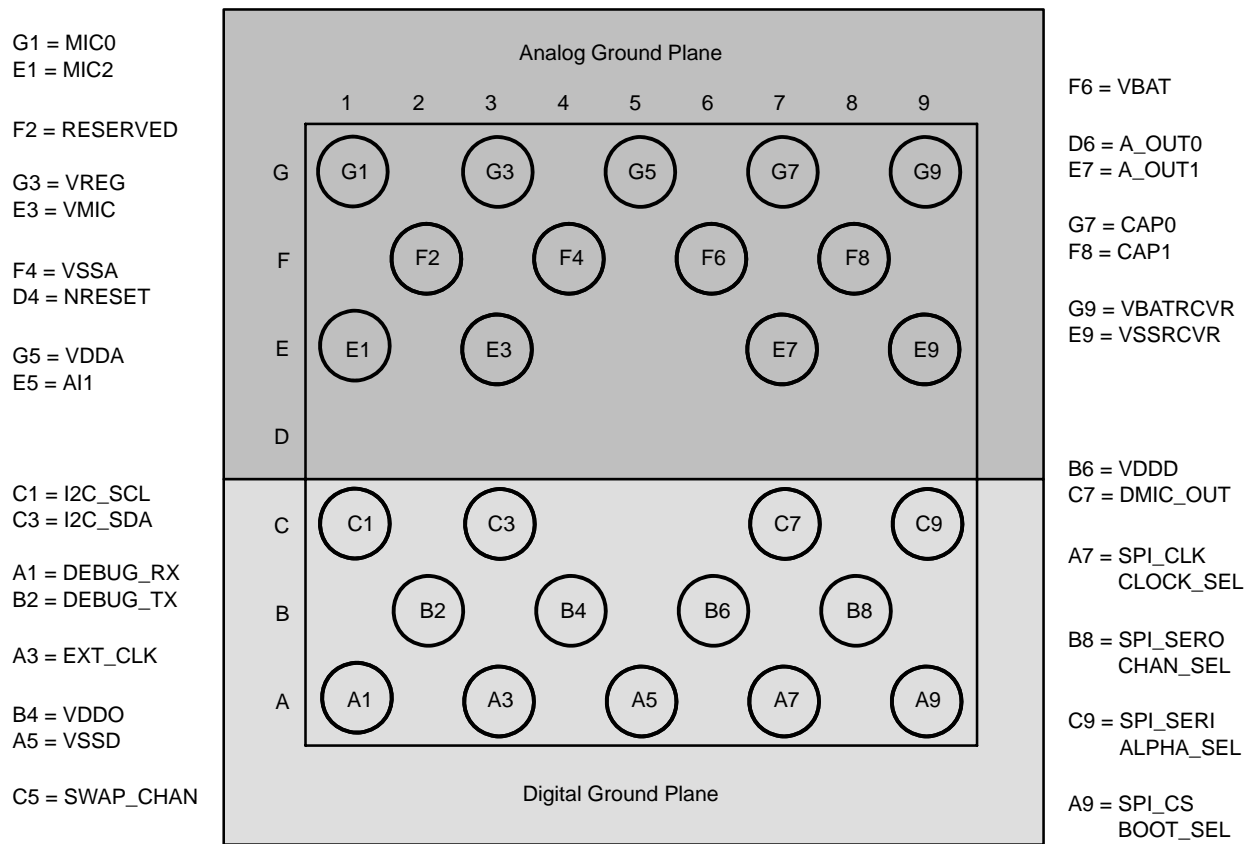 G1 = MIC0
E1 = MIC2
F2 = RESERVED
G3 = VREG
E3 = VMIC
F4 = VSSA
D4 = NRESET
G5 = VDDA
E5 = AI1
C1 = I2C_SCL
C3 = I2C_SDA
A1 = DEBUG_RX
B2 = DEBUG_TX
A3 = EXT_CLK
B4 = VDDO
A5 = VSSD
C5 = SWAP_CHAN
Analog Ground Plane
1 2 3 4 5 6 7 8 9
G G1 G3 G5 G7 G9
F F2 F4 F6 F8
E E1 E3 E7 E9
D
C C1 C3 C7 C9
B B2 B4 B6 B8
A A1 A3 A5 A7 A9
Digital Ground Plane
F6 = VBAT
D6 = A_OUT0
E7 = A_OUT1
G7 = CAP0
F8 = CAP1
G9 = VBATRCVR
E9 = VSSRCVR
B6 = VDDD
C7 = DMIC_OUT
A7 = SPI_CLK
CLOCK_SEL
B8 = SPI_SERO
CHAN_SEL
C9 = SPI_SERI
ALPHA_SEL
A9 = SPI_CS
BOOT_SEL